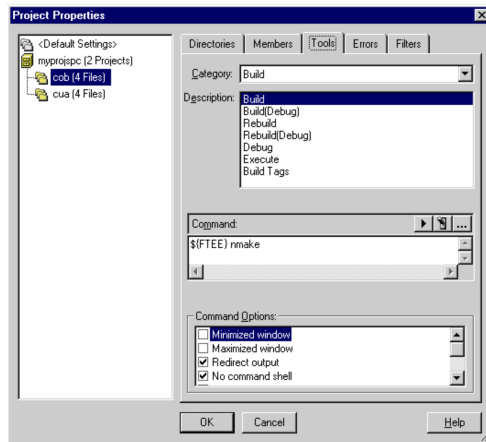 Project Properties
<Default Settings>
myprojspc (2 Projects)
cob (4 Files)
cua (4 Files)
Directories Members Tools Errors Filters
Category: Build
Description: Build
Build(Debug)
Rebuild
Rebuild(Debug)
Debug
Execute
Build Tags
Command: ...
$(FTEE) nmake
Command Options:
Minimized window
Maximized window
Redirect output
No command shell
OK Cancel Help